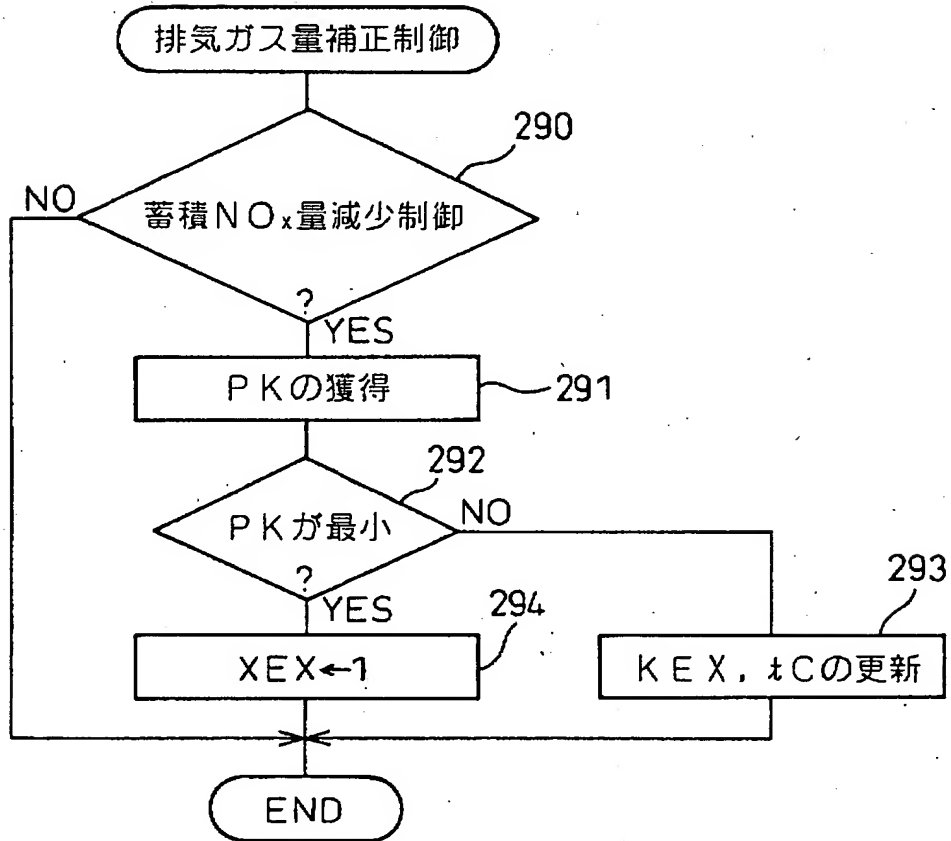 排気ガス量補正制御
290
NO
蓄積NOx量減少制御
?
YES
PKの獲得
291
292
PKが最小
NO
?
YES
293
294
XEX←1
KEX, tCの更新
END